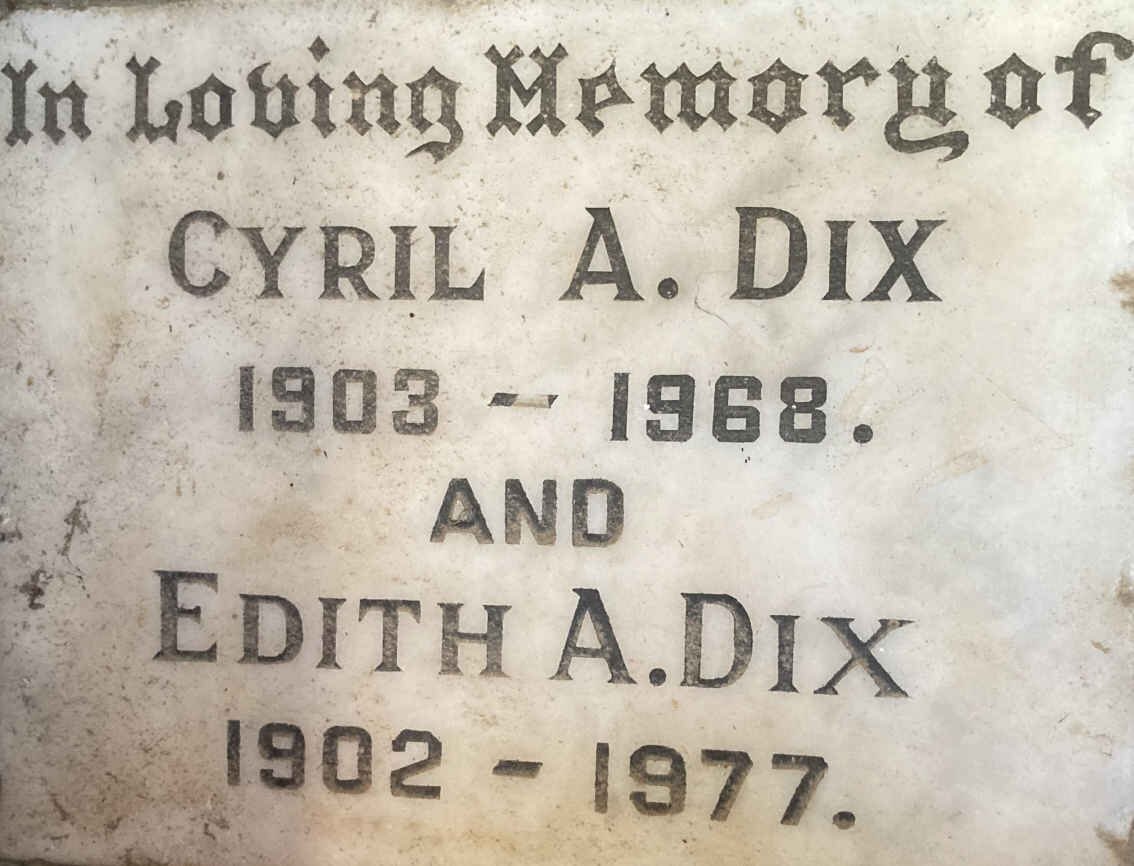 In Loving Memory of
CYRIL A. DIX
1903 - 1968.
AND
EDITH A. DIX
1902 - 1977.